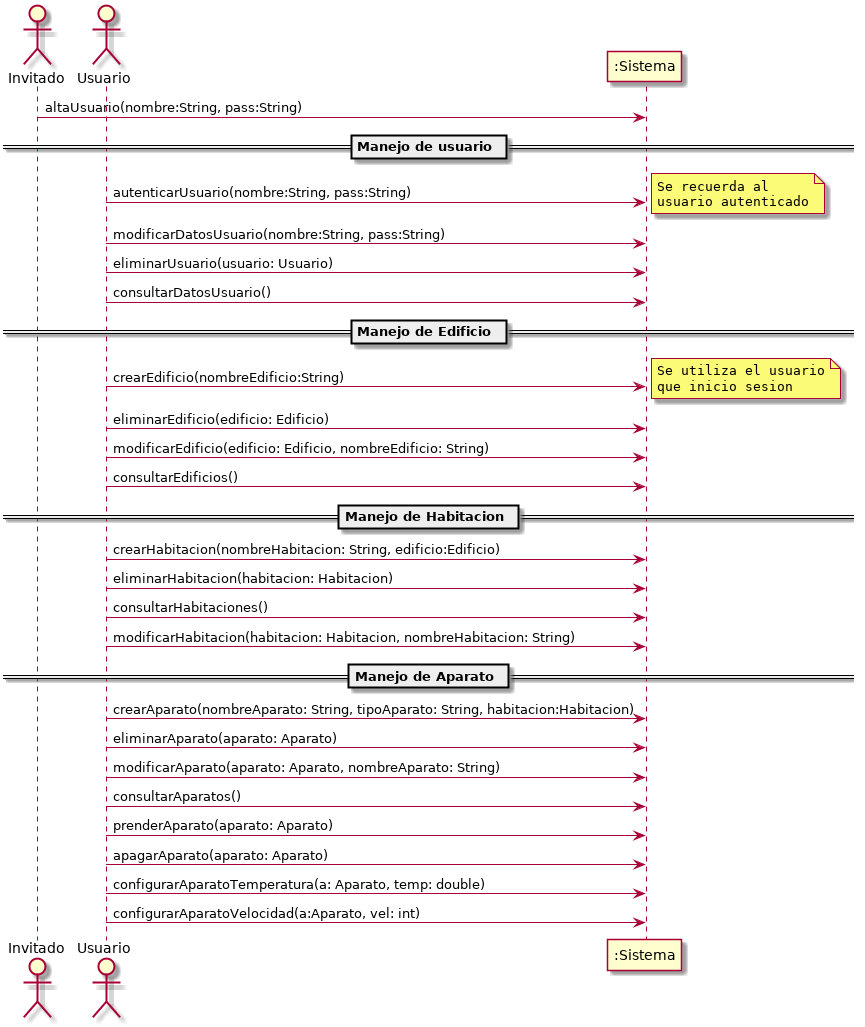 Invitado
Usuario
:Sistema
altaUsuario(nombre:String, pass:String)
Manejo de usuario
autenticarUsuario(nombre:String, pass:String)
Se recuerda al
usuario autenticado
modificarDatosUsuario(nombre:String, pass:String)
eliminarUsuario(usuario: Usuario)
consultarDatosUsuario()
Manejo de Edificio
crearEdificio(nombreEdificio:String)
Se utiliza el usuario
que inicio sesion
eliminarEdificio(edificio: Edificio)
modificarEdificio(edificio: Edificio, nombreEdificio: String)
consultarEdificios()
Manejo de Habitacion
crearHabitacion(nombreHabitacion: String, edificio:Edificio)
eliminarHabitacion(habitacion: Habitacion)
consultarHabitaciones()
modificarHabitacion(habitacion: Habitacion, nombreHabitacion: String)
Manejo de Aparato
crearAparato(nombreAparato: String, tipoAparato: String, habitacion:Habitacion)
eliminarAparato(aparato: Aparato)
modificarAparato(aparato: Aparato, nombreAparato: String)
consultarAparatos()
prenderAparato(aparato: Aparato)
apagarAparato(aparato: Aparato)
configurarAparatoTemperatura(a: Aparato, temp: double)
configurarAparatoVelocidad(a:Aparato, vel: int)
Invitado
Usuario
:Sistema